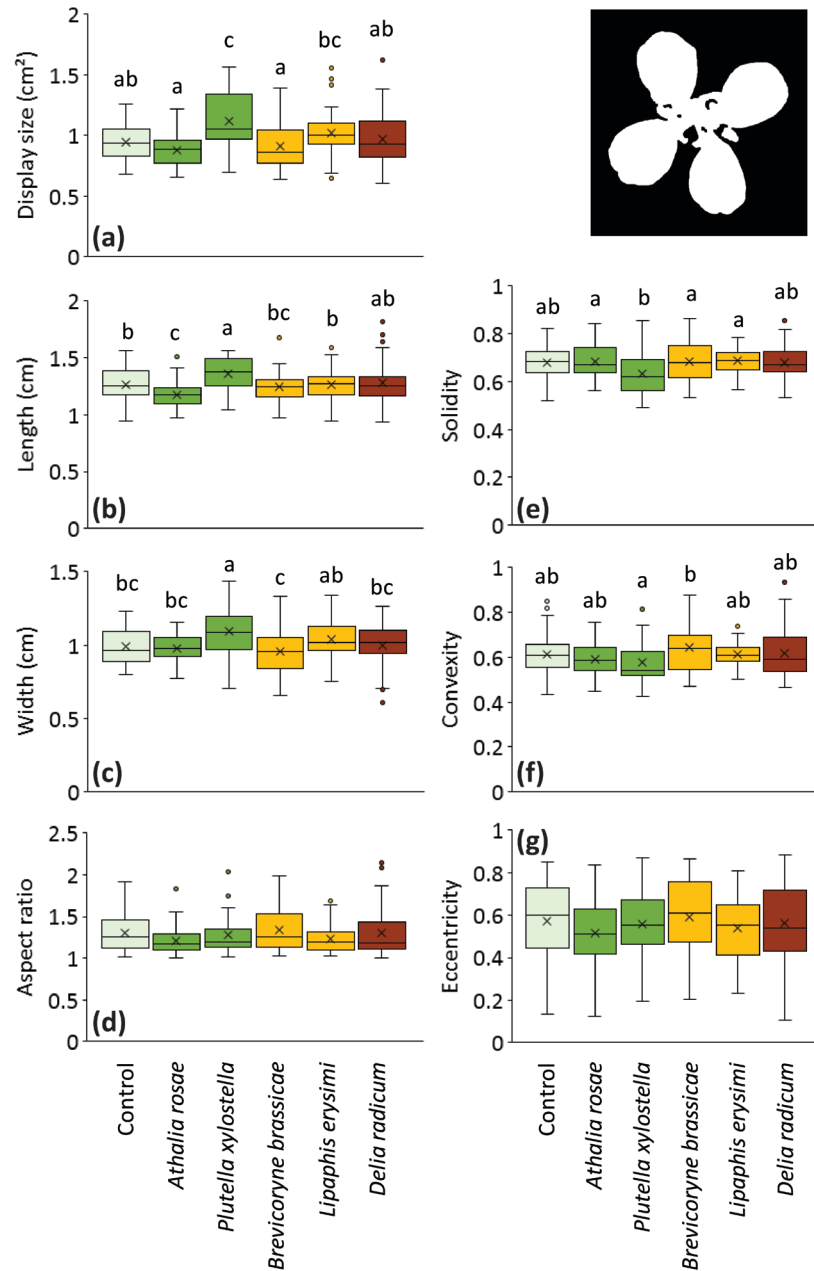 2
1.5
1
0.5
0
Display size (cm²)
ab
a
c
a
bc
ab
(a)
2
1.5
1
0.5
0
Length (cm)
b
c
a
bc
b
ab
(b)
1.5
1
0.5
0
Width (cm)
bc
bc
a
c
ab
bc
(c)
2.5
2
1.5
1
0.5
0
Aspect ratio
(d)
Control
Athalia rosae
Plutella xylostella
Brevicoryne brassicae
Lipaphis erysimi
Delia radicum
1
0.8
0.6
0.4
0.2
0
Solidity
ab
a
b
a
a
ab
(e)
1
0.8
0.6
0.4
0.2
0
Convexity
ab
ab
a
b
ab
ab
(f)
1
0.8
0.6
0.4
0.2
0
Eccentricity
(g)
Control
Athalia rosae
Plutella xylostella
Brevicoryne brassicae
Lipaphis erysimi
Delia radicum